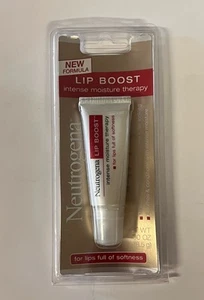 NEW
FORMULA
LIP BOOST
intense moisture therapy
Neutrogena
Neutrogena LIP BOOST™
intense moisture therapy
for lips full of softness
for lips full of softness